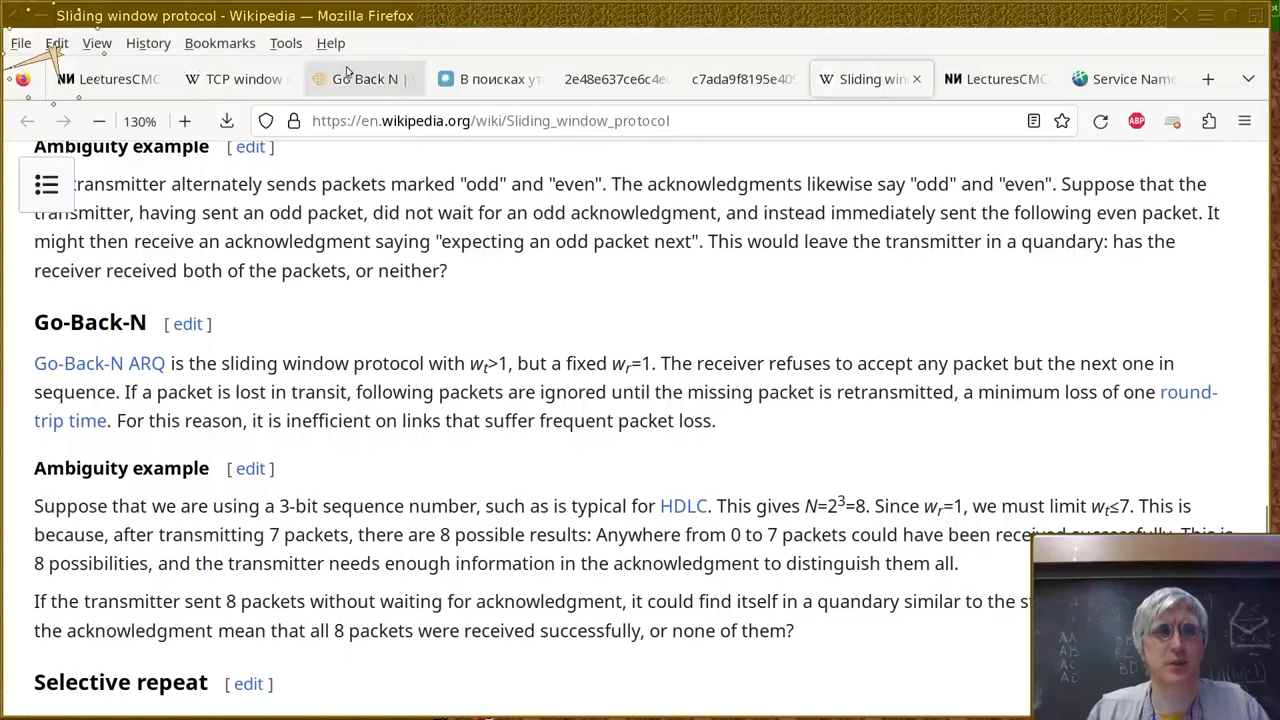 Sliding window protocol - Wikipedia — Mozilla Firefox
File Edit View History Bookmarks Tools Help
LecturesCMC
TCP window s
Go Back N |
В поисках ут
2e48e637ce6c4e
c7ada9f8195e409
Sliding win
LecturesCMC
Service Name
130%
https://en.wikipedia.org/wiki/Sliding_window_protocol
ABP
Ambiguity example [ edit ]
transmitter alternately sends packets marked "odd" and "even". The acknowledgments likewise say "odd" and "even". Suppose that the
transmitter, having sent an odd packet, did not wait for an odd acknowledgment, and instead immediately sent the following even packet. It
might then receive an acknowledgment saying "expecting an odd packet next". This would leave the transmitter in a quandary: has the
receiver received both of the packets, or neither?
Go-Back-N [ edit ]
Go-Back-N ARQ is the sliding window protocol with wt>1, but a fixed wr=1. The receiver refuses to accept any packet but the next one in
sequence. If a packet is lost in transit, following packets are ignored until the missing packet is retransmitted, a minimum loss of one round-
trip time. For this reason, it is inefficient on links that suffer frequent packet loss.
Ambiguity example [ edit ]
Suppose that we are using a 3-bit sequence number, such as is typical for HDLC. This gives N=2³=8. Since wr=1, we must limit wt≤7. This is
because, after transmitting 7 packets, there are 8 possible results: Anywhere from 0 to 7 packets could have been received successfully. This is
8 possibilities, and the transmitter needs enough information in the acknowledgment to distinguish them all.
If the transmitter sent 8 packets without waiting for acknowledgment, it could find itself in a quandary similar to the
the acknowledgment mean that all 8 packets were received successfully, or none of them?
Selective repeat [ edit ]
AA
AB
AC